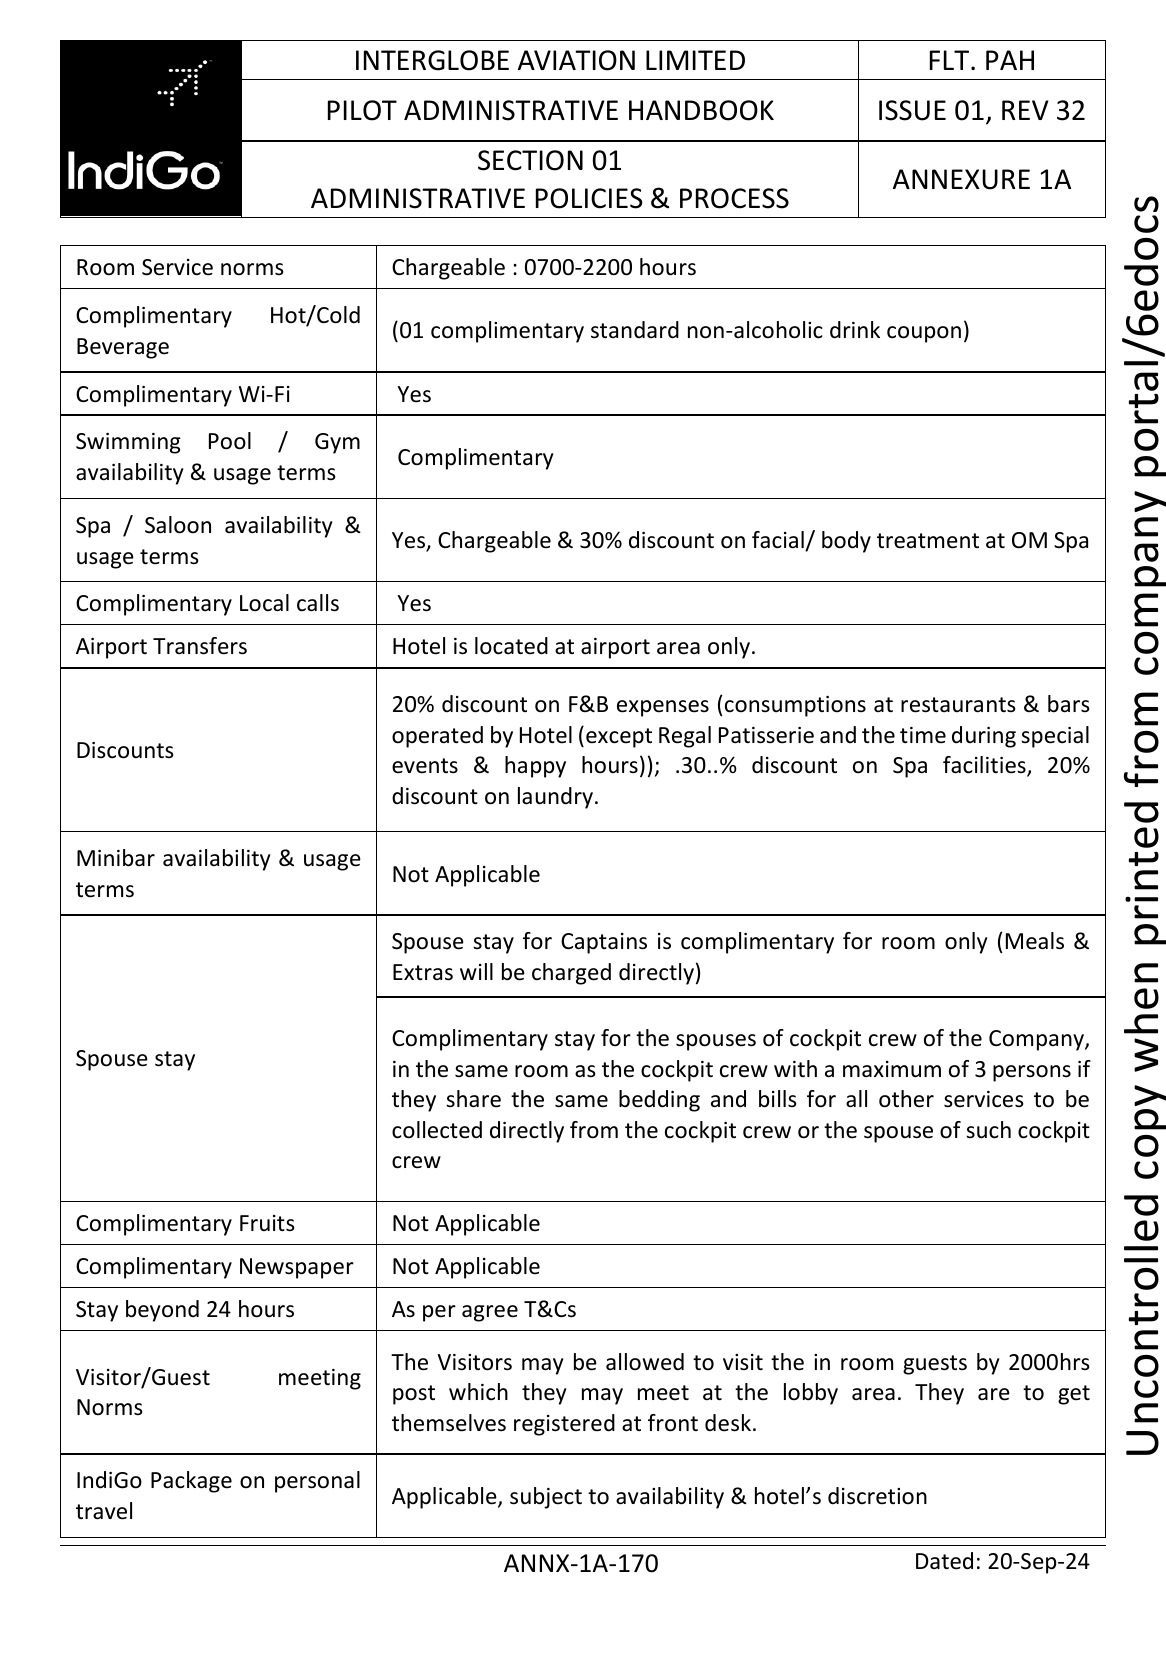 IndiGo
INTERGLOBE AVIATION LIMITED
FLT. PAH
PILOT ADMINISTRATIVE HANDBOOK
ISSUE 01, REV 32
SECTION 01
ADMINISTRATIVE POLICIES & PROCESS
ANNEXURE 1A
Room Service norms
Chargeable : 0700-2200 hours
Complimentary Hot/Cold
Beverage
(01 complimentary standard non-alcoholic drink coupon)
Complimentary Wi-Fi
Yes
Swimming Pool / Gym
availability & usage terms
Complimentary
Spa / Saloon availability &
usage terms
Yes, Chargeable & 30% discount on facial/ body treatment at OM Spa
Complimentary Local calls
Yes
Airport Transfers
Hotel is located at airport area only.
Discounts
20% discount on F&B expenses (consumptions at restaurants & bars
operated by Hotel (except Regal Patisserie and the time during special
events & happy hours)); .30..% discount on Spa facilities, 20%
discount on laundry.
Minibar availability & usage
terms
Not Applicable
Spouse stay
Spouse stay for Captains is complimentary for room only (Meals &
Extras will be charged directly)
Complimentary stay for the spouses of cockpit crew of the Company,
in the same room as the cockpit crew with a maximum of 3 persons if
they share the same bedding and bills for all other services to be
collected directly from the cockpit crew or the spouse of such cockpit
crew
Complimentary Fruits
Not Applicable
Complimentary Newspaper
Not Applicable
Stay beyond 24 hours
As per agree T&Cs
Visitor/Guest meeting
Norms
The Visitors may be allowed to visit the in room guests by 2000hrs
post which they may meet at the lobby area. They are to get
themselves registered at front desk.
IndiGo Package on personal
travel
Applicable, subject to availability & hotel’s discretion
ANNX-1A-170
Dated: 20-Sep-24
Uncontrolled copy when printed from company portal/6edocs